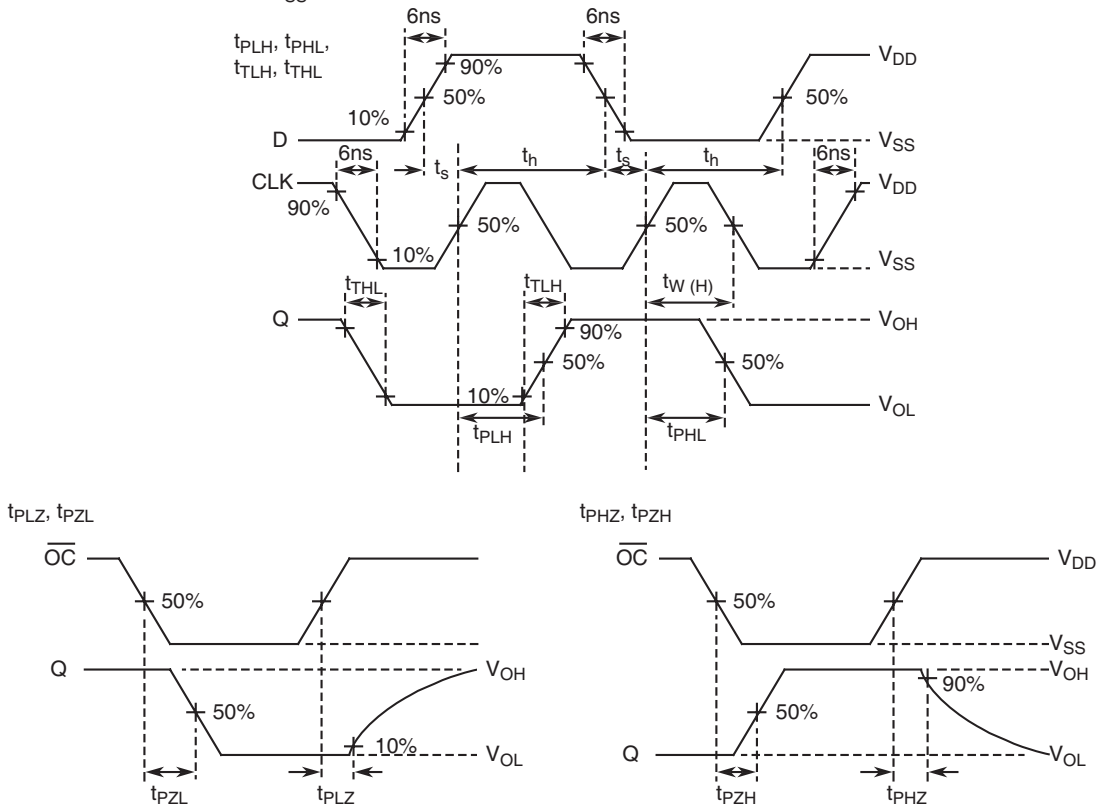 6ns 6ns
tPLH, tPHL,
tTLH, tTHL
VDD
90% 90%
50% 50% 50%
10% 10%
D VSS
6ns ts th ts th 6ns
CLK VDD
90% 50% 50%
10% VSS
tTHL tTLH tW (H)
Q VOH
90%
50% 50%
10% VOL
tPLH tPHL
tPLZ, tPZL
OC
50%
Q VOH
50%
10%
VOL
tPZL tPLZ
tPHZ, tPZH
OC VDD
50%
VSS
VOH
90%
50%
Q VOL
tPZH tPHZ